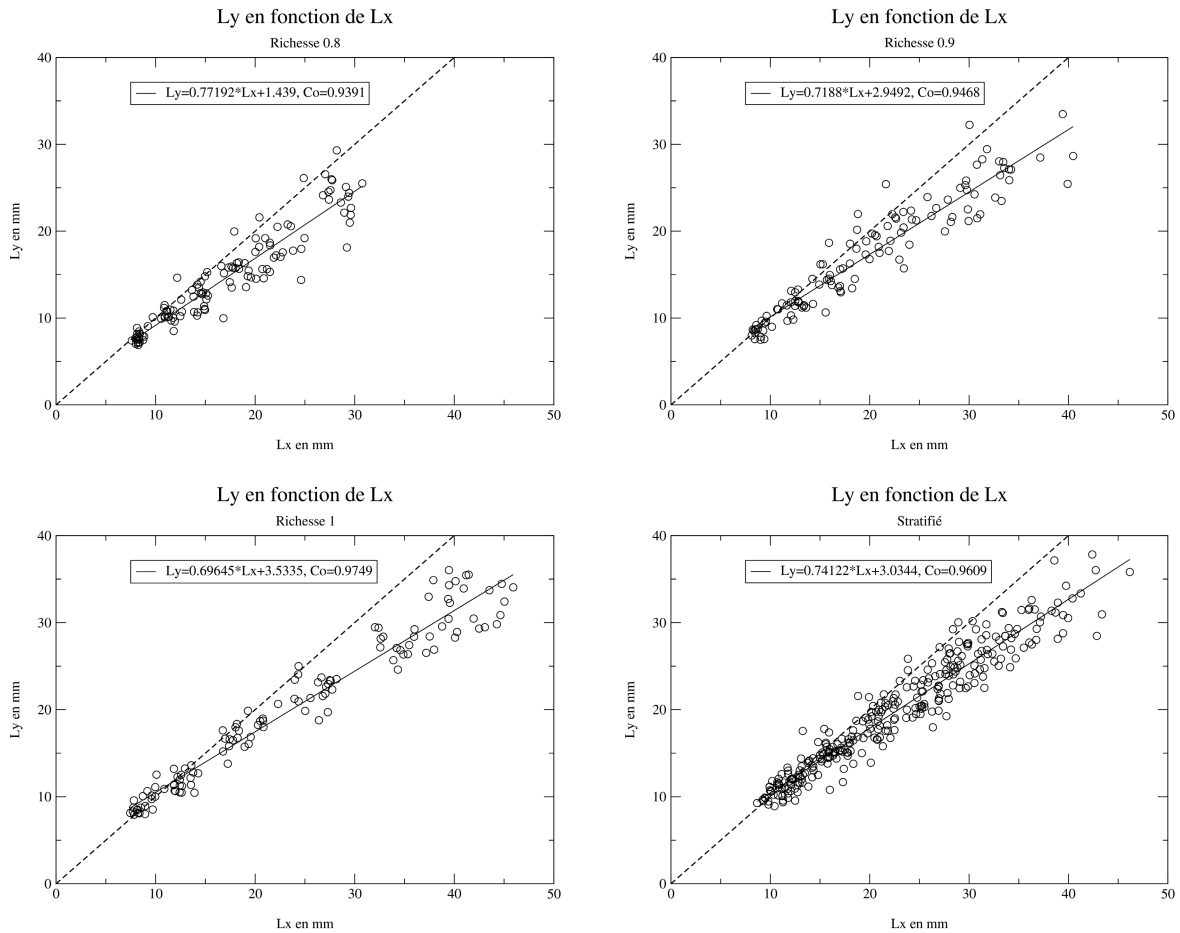 Ly en fonction de Lx
Richesse 0.8
Ly=0.77192*Lx+1.439, Co=0.9391
40
30
20
10
0
Ly en mm
0 10 20 30 40 50
Lx en mm
Ly en fonction de Lx
Richesse 0.9
Ly=0.7188*Lx+2.9492, Co=0.9468
40
30
20
10
0
Ly en mm
0 10 20 30 40 50
Lx en mm
Ly en fonction de Lx
Richesse 1
Ly=0.69645*Lx+3.5335, Co=0.9749
40
30
20
10
0
Ly en mm
0 10 20 30 40 50
Lx en mm
Ly en fonction de Lx
Stratifié
Ly=0.74122*Lx+3.0344, Co=0.9609
40
30
20
10
0
Ly en mm
0 10 20 30 40 50
Lx en mm